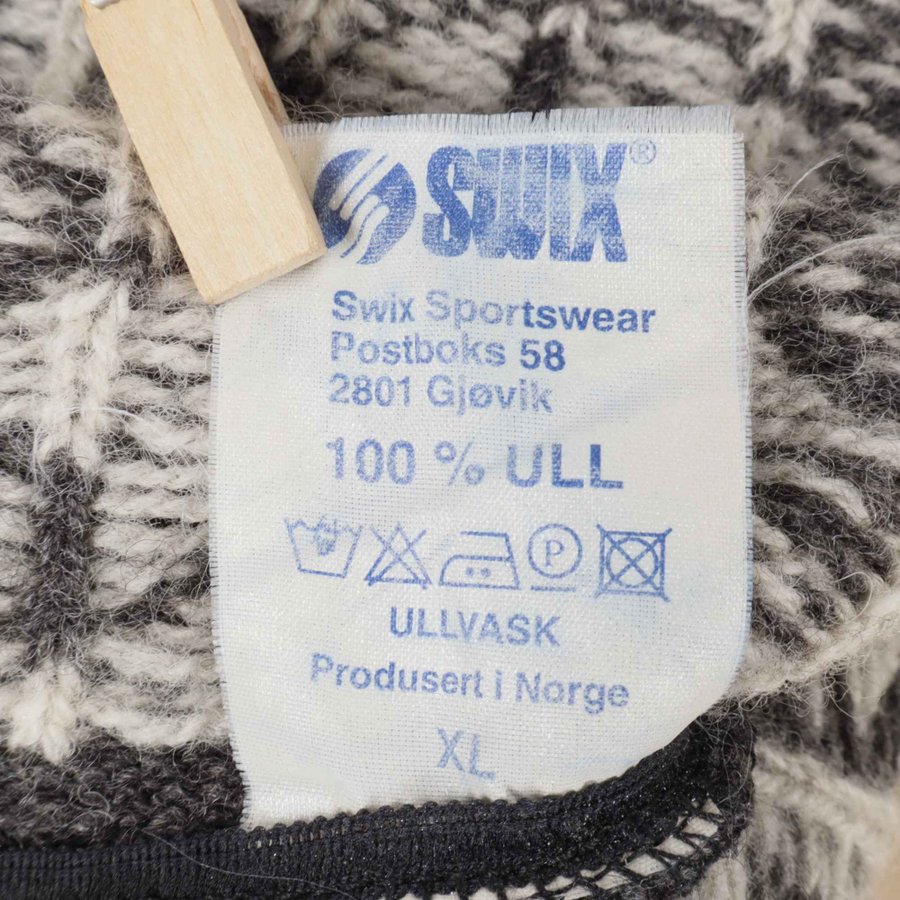 SWIX®
Swix Sportswear
Postboks 58
2801 Gjøvik
100 % ULL
P
ULLVASK
Produsert i Norge
XL